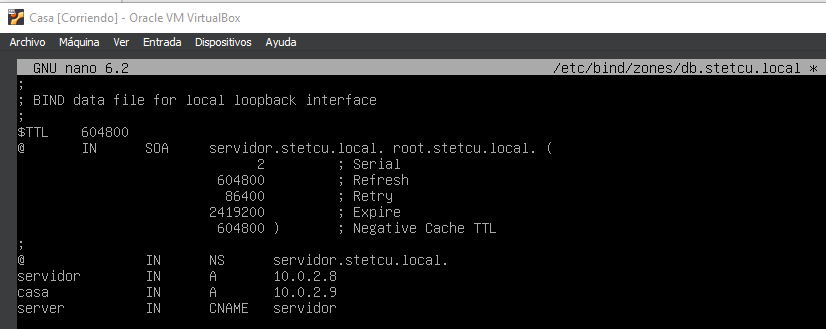 Casa [Corriendo] - Oracle VM VirtualBox
Archivo Máquina Ver Entrada Dispositivos Ayuda
GNU nano 6.2 /etc/bind/zones/db.stetcu.local *
;
; BIND data file for local loopback interface
;
$TTL 604800
@ IN SOA servidor.stetcu.local. root.stetcu.local. (
2 ; Serial
604800 ; Refresh
86400 ; Retry
2419200 ; Expire
604800 ) ; Negative Cache TTL
;
@ IN NS servidor.stetcu.local.
servidor IN A 10.0.2.8
casa IN A 10.0.2.9
server IN CNAME servidor